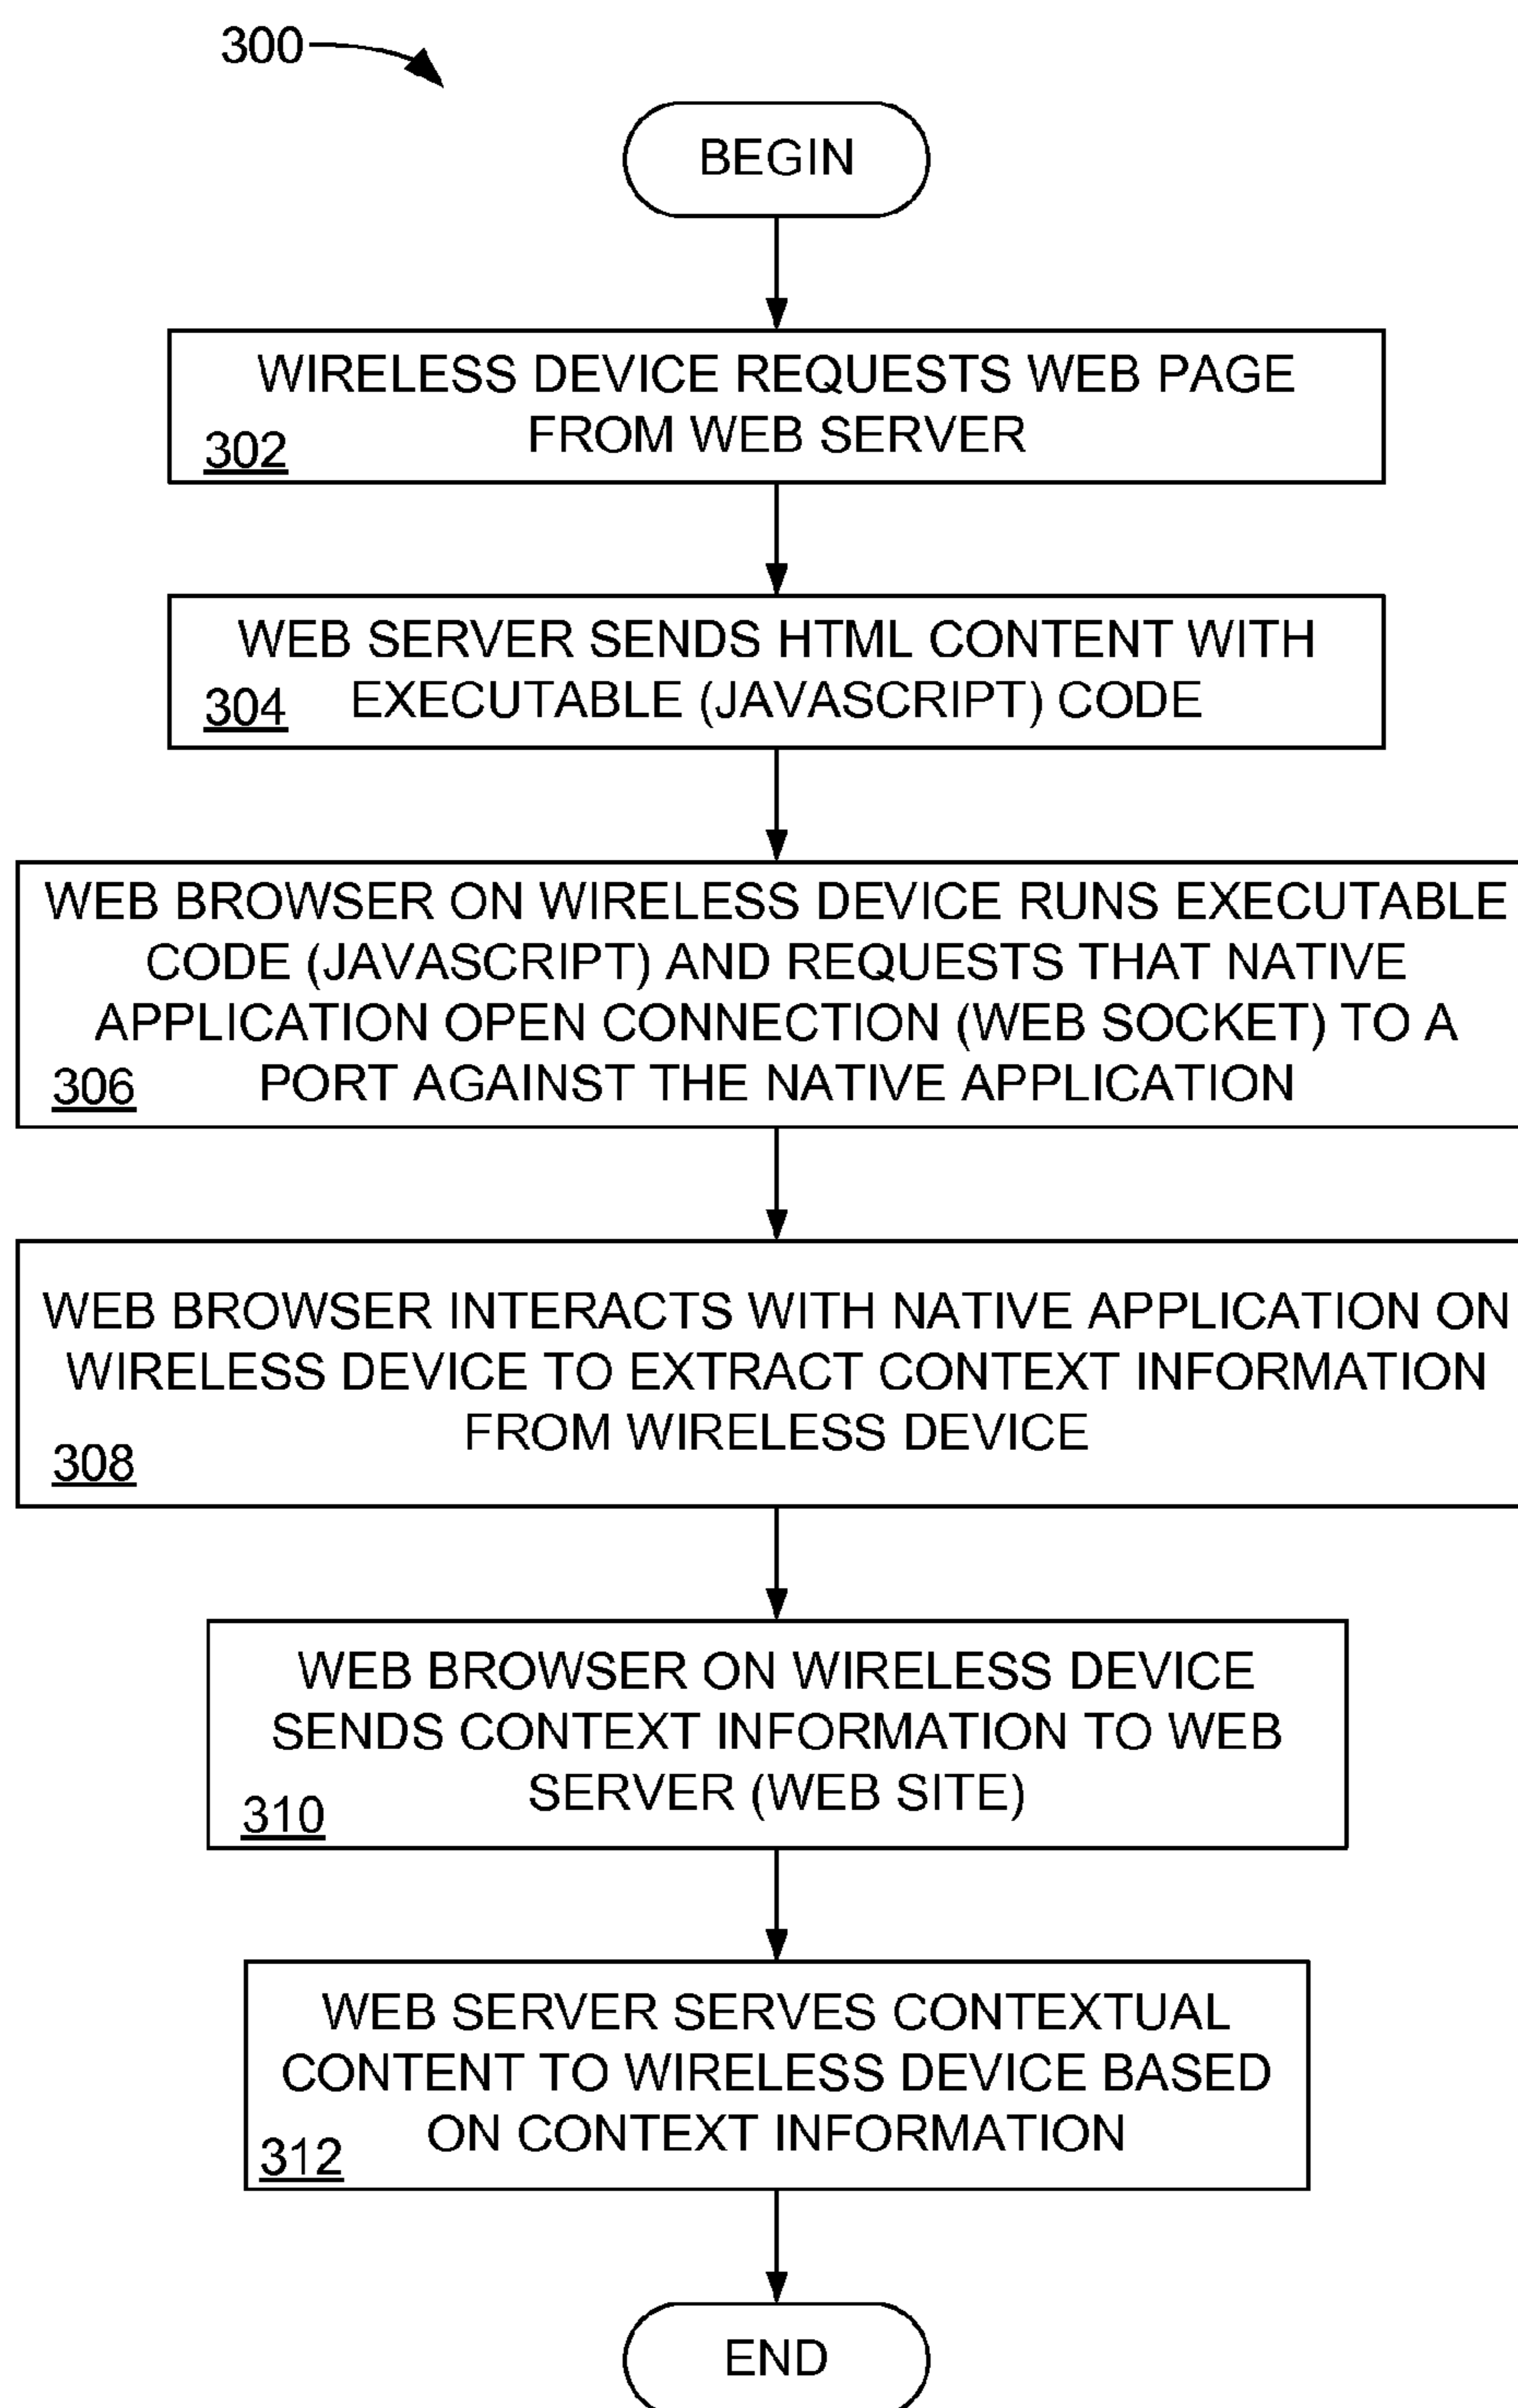 300
BEGIN
WIRELESS DEVICE REQUESTS WEB PAGE
FROM WEB SERVER
302
WEB SERVER SENDS HTML CONTENT WITH
EXECUTABLE (JAVASCRIPT) CODE
304
WEB BROWSER ON WIRELESS DEVICE RUNS EXECUTABLE
CODE (JAVASCRIPT) AND REQUESTS THAT NATIVE
APPLICATION OPEN CONNECTION (WEB SOCKET) TO A
PORT AGAINST THE NATIVE APPLICATION
306
WEB BROWSER INTERACTS WITH NATIVE APPLICATION ON
WIRELESS DEVICE TO EXTRACT CONTEXT INFORMATION
FROM WIRELESS DEVICE
308
WEB BROWSER ON WIRELESS DEVICE
SENDS CONTEXT INFORMATION TO WEB
SERVER (WEB SITE)
310
WEB SERVER SERVES CONTEXTUAL
CONTENT TO WIRELESS DEVICE BASED
ON CONTEXT INFORMATION
312
END